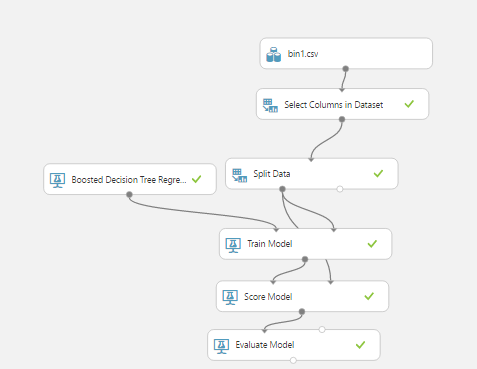 bin1.csv
Select Columns in Dataset
Split Data
Boosted Decision Tree Regre...
Train Model
Score Model
Evaluate Model